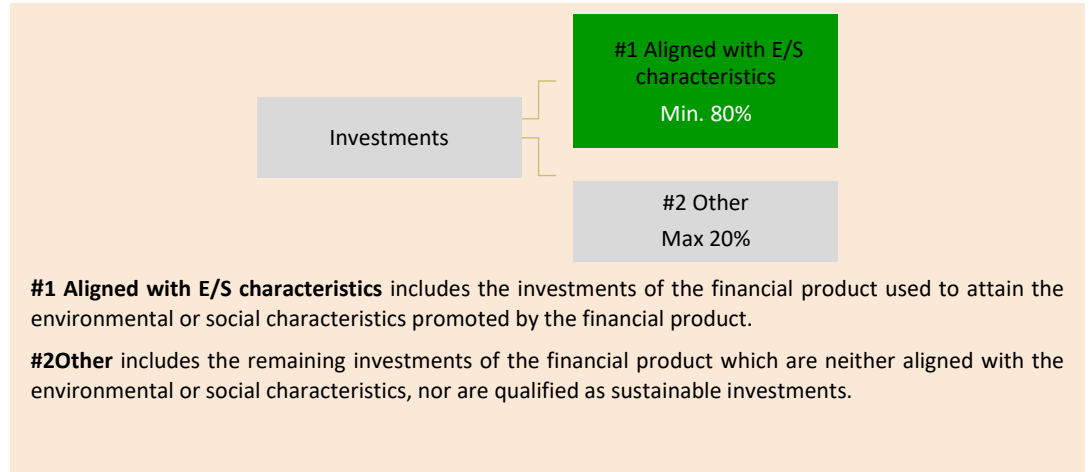 #1 Aligned with E/S
characteristics
Min. 80%
Investments
#2 Other
Max 20%
#1 Aligned with E/S characteristics includes the investments of the financial product used to attain the
environmental or social characteristics promoted by the financial product.
#2Other includes the remaining investments of the financial product which are neither aligned with the
environmental or social characteristics, nor are qualified as sustainable investments.